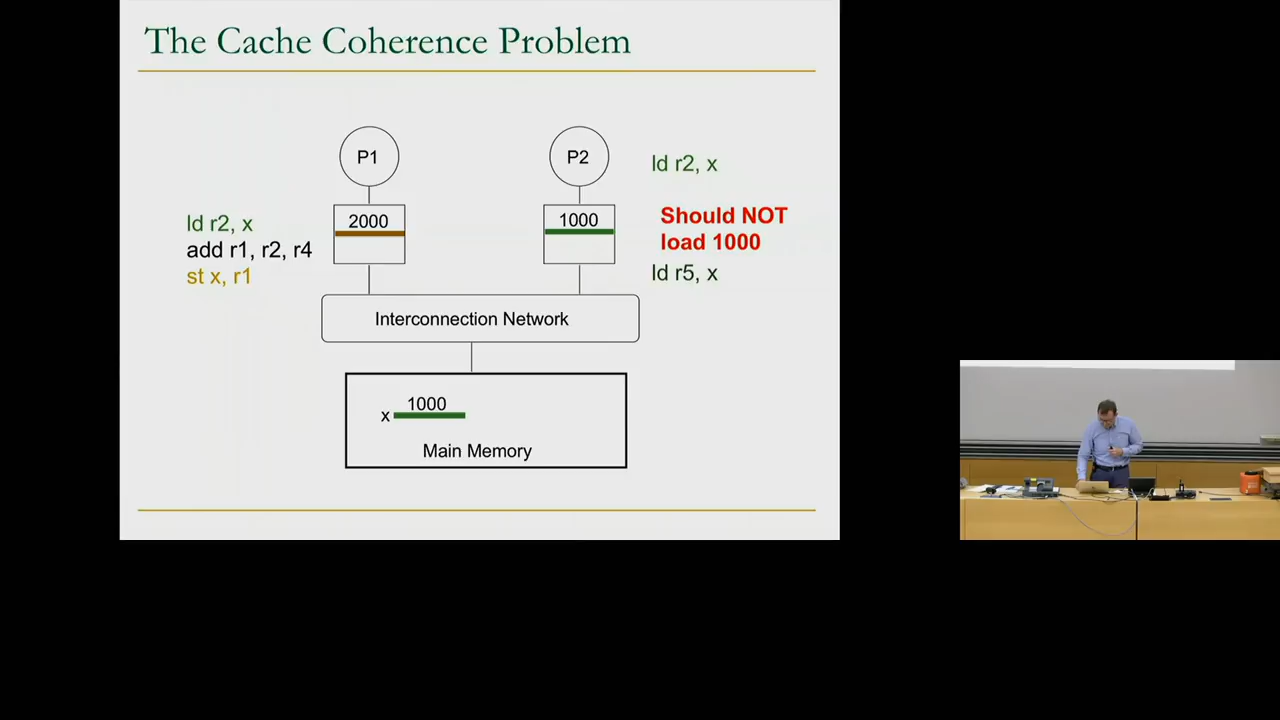 The Cache Coherence Problem
P1
P2
ld r2, x
2000
1000
Should NOT
load 1000
ld r2, x
add r1, r2, r4
st x, r1
ld r5, x
Interconnection Network
1000
x
Main Memory